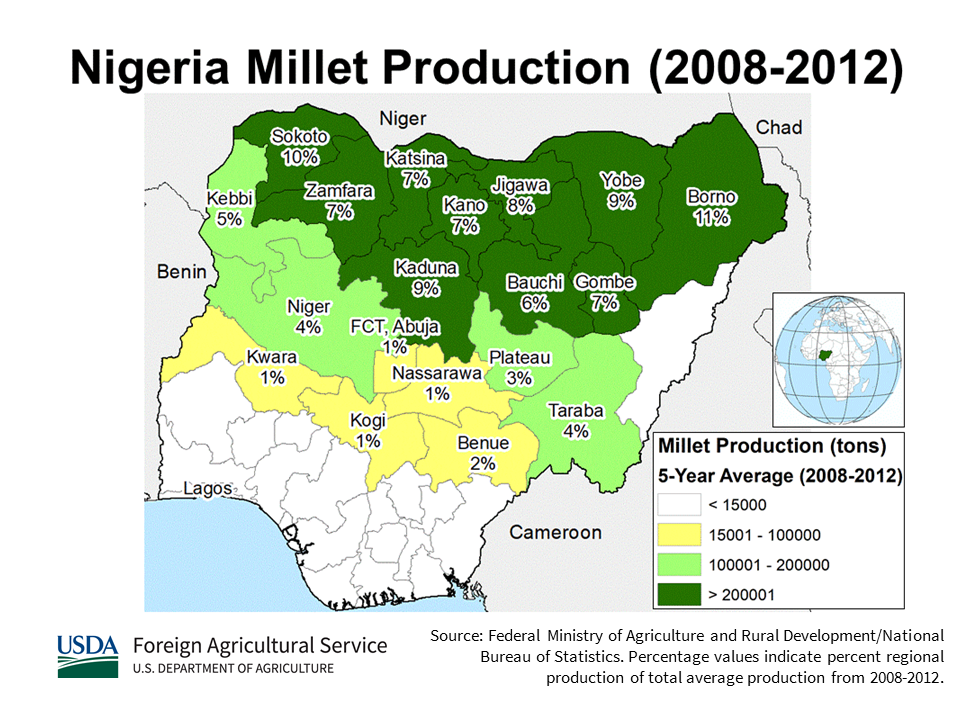 Nigeria Millet Production (2008-2012)
Niger
Chad
Sokoto
10%
Katsina
7%
Jigawa
8%
Yobe
9%
Borno
11%
Kebbi
5%
Zamfara
7%
Kano
7%
Benin
Kaduna
9%
Bauchi
6%
Gombe
7%
Niger
4%
FCT, Abuja
1%
Kwara
1%
Nassarawa
1%
Plateau
3%
Kogi
1%
Benue
2%
Taraba
4%
Lagos
Cameroon
Millet Production (tons)
5-Year Average (2008-2012)
< 15000
15001 - 100000
100001 - 200000
> 200001
USDA
Foreign Agricultural Service
U.S. DEPARTMENT OF AGRICULTURE
Source: Federal Ministry of Agriculture and Rural Development/National
Bureau of Statistics. Percentage values indicate percent regional
production of total average production from 2008-2012.